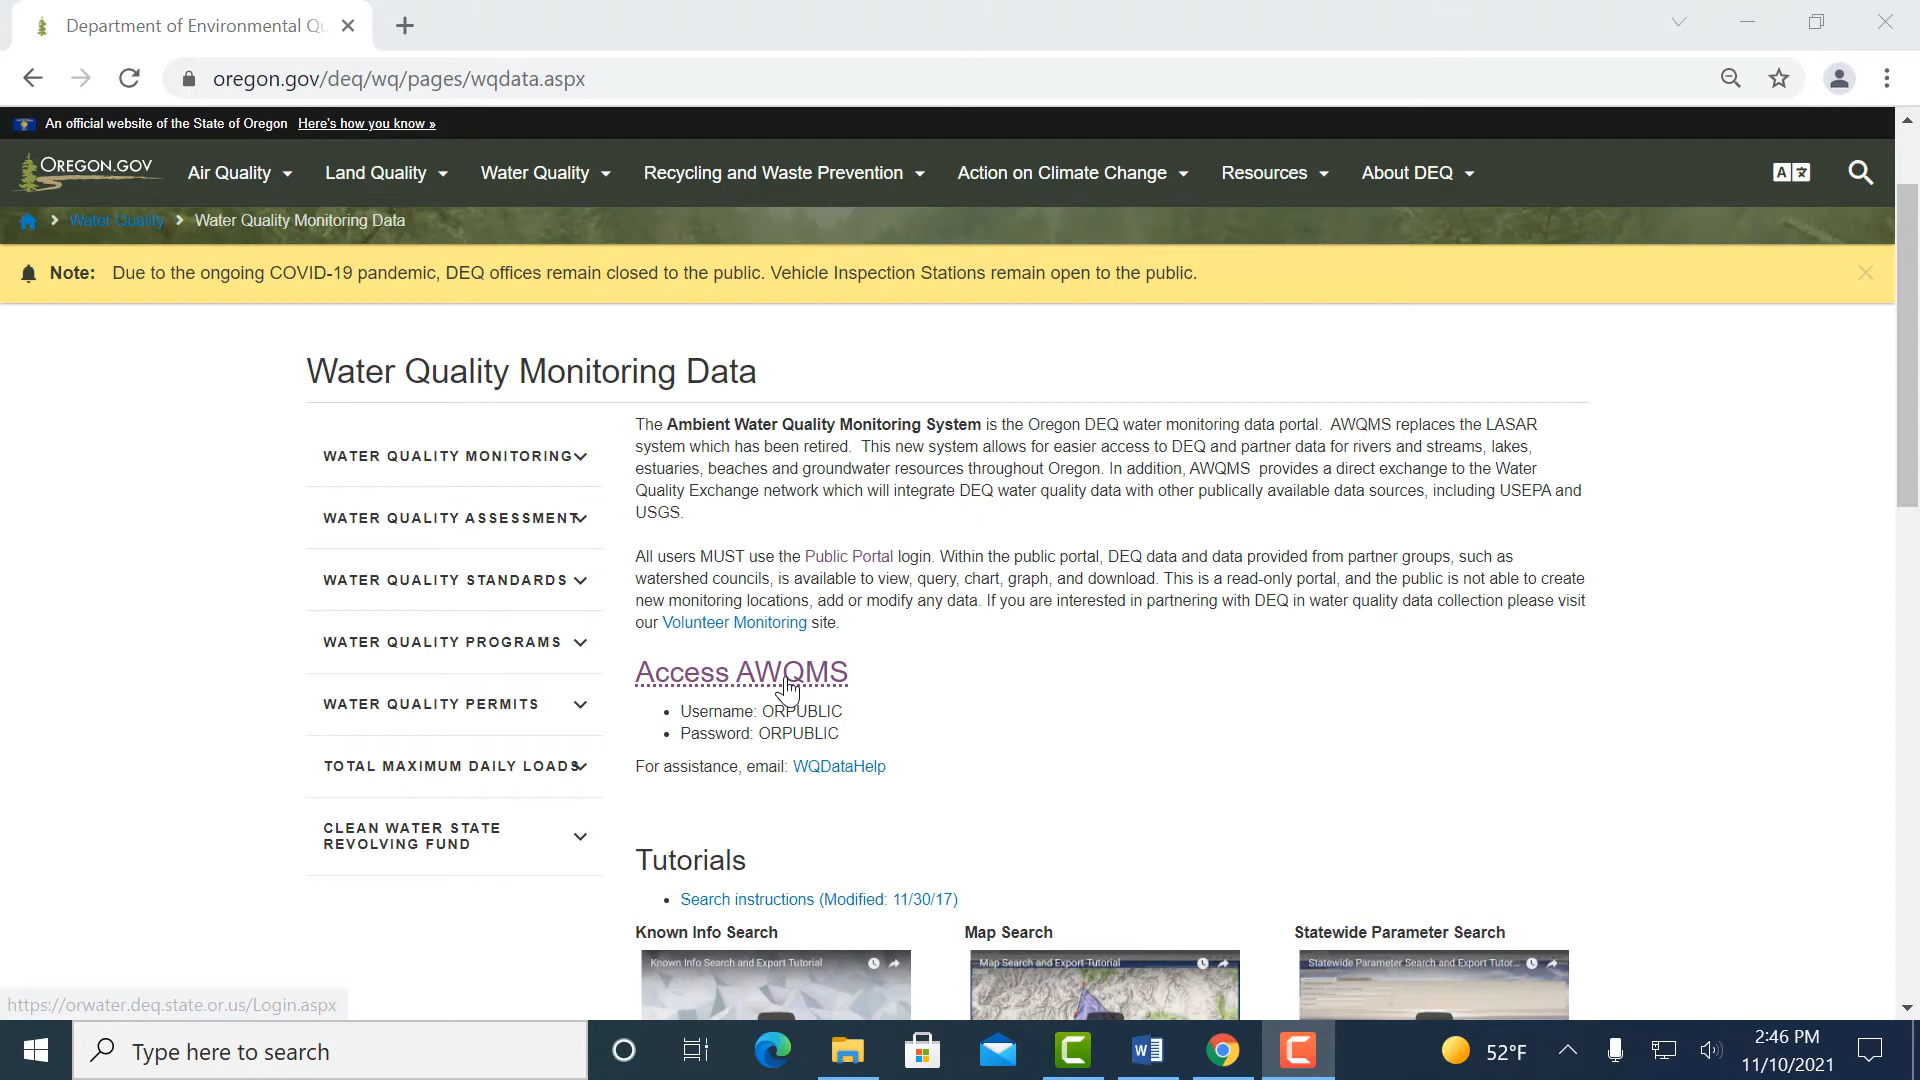 Department of Environmental Qu
oregon.gov/deq/wq/pages/wqdata.aspx
An official website of the State of Oregon Here's how you know »
OREGON.GOV Air Quality Land Quality Water Quality Recycling and Waste Prevention Action on Climate Change Resources About DEQ
Water Quality > Water Quality Monitoring Data
Note: Due to the ongoing COVID-19 pandemic, DEQ offices remain closed to the public. Vehicle Inspection Stations remain open to the public.
Water Quality Monitoring Data
WATER QUALITY MONITORING
WATER QUALITY ASSESSMENT
WATER QUALITY STANDARDS
WATER QUALITY PROGRAMS
WATER QUALITY PERMITS
TOTAL MAXIMUM DAILY LOADS
CLEAN WATER STATE
REVOLVING FUND
The Ambient Water Quality Monitoring System is the Oregon DEQ water monitoring data portal. AWQMS replaces the LASAR
system which has been retired. This new system allows for easier access to DEQ and partner data for rivers and streams, lakes,
estuaries, beaches and groundwater resources throughout Oregon. In addition, AWQMS provides a direct exchange to the Water
Quality Exchange network which will integrate DEQ water quality data with other publically available data sources, including USEPA and
USGS.
All users MUST use the Public Portal login. Within the public portal, DEQ data and data provided from partner groups, such as
watershed councils, is available to view, query, chart, graph, and download. This is a read-only portal, and the public is not able to create
new monitoring locations, add or modify any data. If you are interested in partnering with DEQ in water quality data collection please visit
our Volunteer Monitoring site.
Access AWQMS
• Username: ORPUBLIC
• Password: ORPUBLIC
For assistance, email: WQDataHelp
Tutorials
• Search instructions (Modified: 11/30/17)
Known Info Search Map Search Statewide Parameter Search
Known Info Search and Export Tutorial Map Search and Export Tutorial Statewide Parameter Search and Export Tutor...
https://orwater.deq.state.or.us/Login.aspx
Type here to search
52°F
2:46 PM
11/10/2021